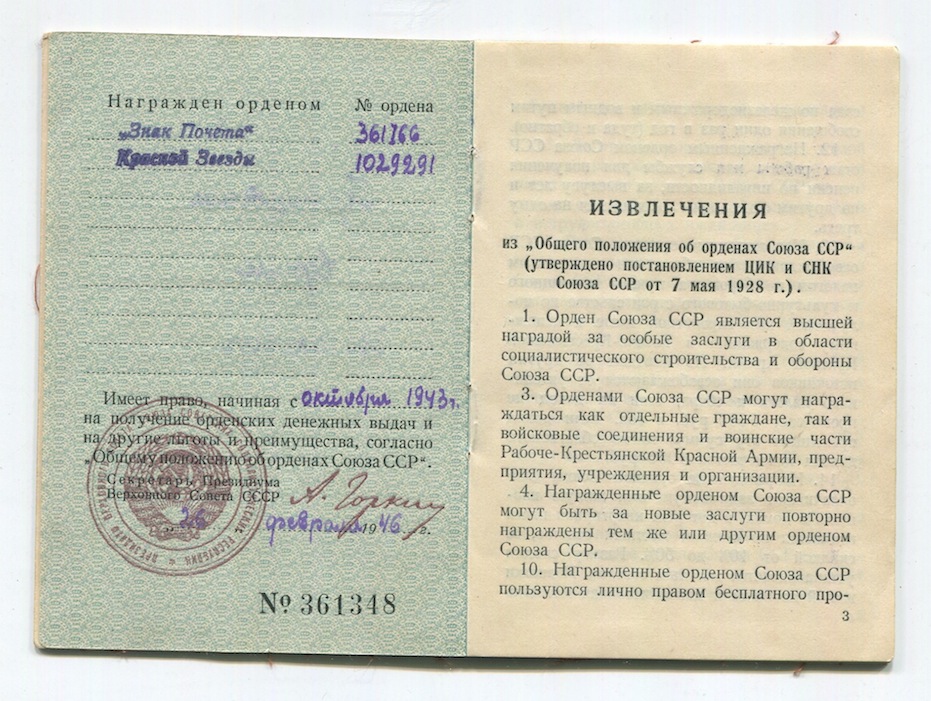 Награжден орденом № ордена
„Знак Почета“ 361766
Красной Звезды 1029291
Имеет право, начиная с октября 1943 г.
на получение орденских денежных выдач и
на другие льготы и преимущества, согласно
„Общему положению об орденах Союза ССР“.
Секретарь Президиума
Верховного Совета СССР А. Горкин
26 февраля 1946 г.
№ 361348
ИЗВЛЕЧЕНИЯ
из „Общего положения об орденах Союза ССР“
(утверждено постановлением ЦИК и СНК
Союза ССР от 7 мая 1928 г.).
1. Орден Союза ССР является высшей
наградой за особые заслуги в области
социалистического строительства и обороны
Союза ССР.
3. Орденами Союза ССР могут награ-
ждаться как отдельные граждане, так и
войсковые соединения и воинские части
Рабоче-Крестьянской Красной Армии, пред-
приятия, учреждения и организации.
4. Награжденные орденом Союза ССР
могут быть за новые заслуги повторно
награждены тем же или другим орденом
Союза ССР.
10. Награжденные орденом Союза ССР
пользуются лично правом бесплатного про-
3